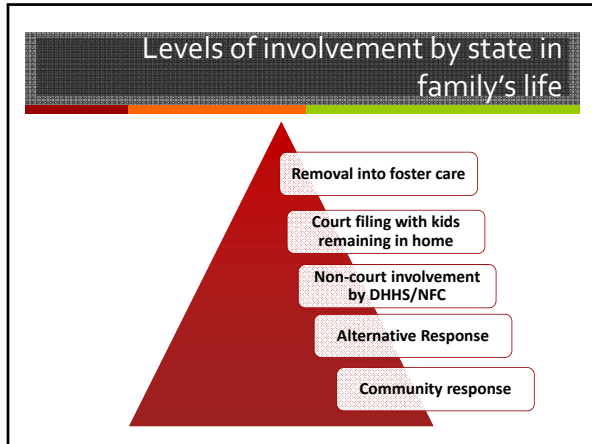 Levels of involvement by state in
family's life
Removal into foster care
Court filing with kids
remaining in home
Non-court involvement
by DHHS/NFC
Alternative Response
Community response